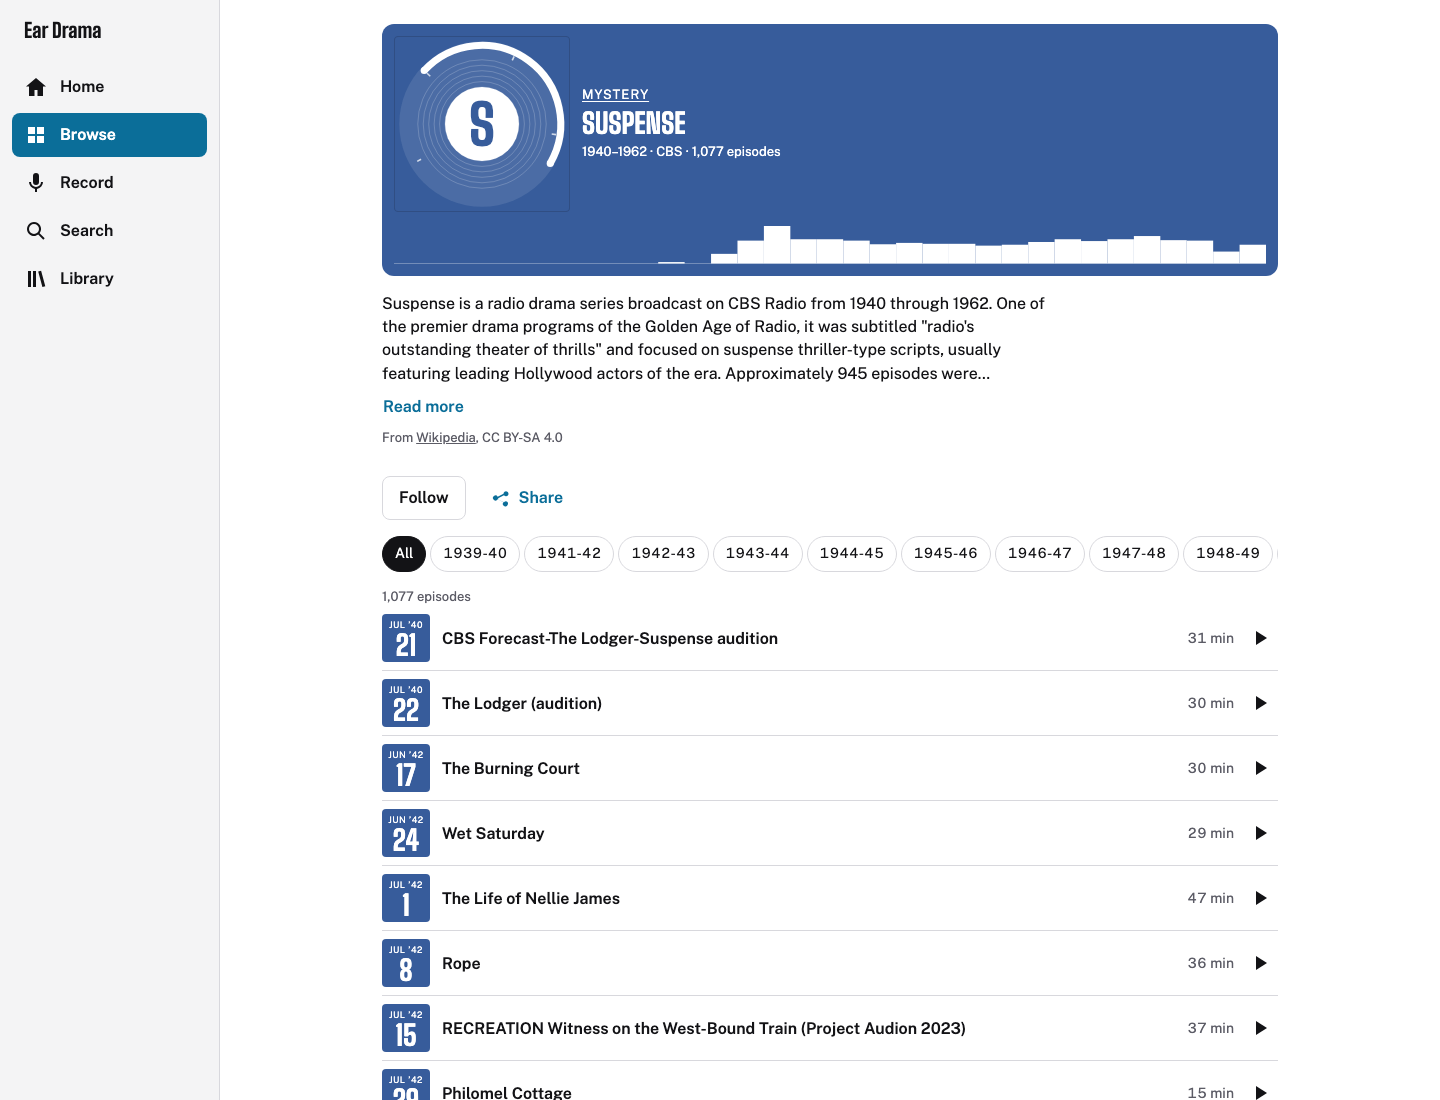 Ear Drama
Home
Browse
Record
Search
Library
S
MYSTERY
SUSPENSE
1940–1962 · CBS · 1,077 episodes
Suspense is a radio drama series broadcast on CBS Radio from 1940 through 1962. One of
the premier drama programs of the Golden Age of Radio, it was subtitled "radio's
outstanding theater of thrills" and focused on suspense thriller-type scripts, usually
featuring leading Hollywood actors of the era. Approximately 945 episodes were...
Read more
From Wikipedia, CC BY-SA 4.0
Follow
Share
All 1939-40 1941-42 1942-43 1943-44 1944-45 1945-46 1946-47 1947-48 1948-49
1,077 episodes
JUL '40
21
CBS Forecast-The Lodger-Suspense audition
31 min
JUL '40
22
The Lodger (audition)
30 min
JUN '42
17
The Burning Court
30 min
JUN '42
24
Wet Saturday
29 min
JUL '42
1
The Life of Nellie James
47 min
JUL '42
8
Rope
36 min
JUL '42
15
RECREATION Witness on the West-Bound Train (Project Audion 2023)
37 min
JUL '42
Philomel Cottage
15 min